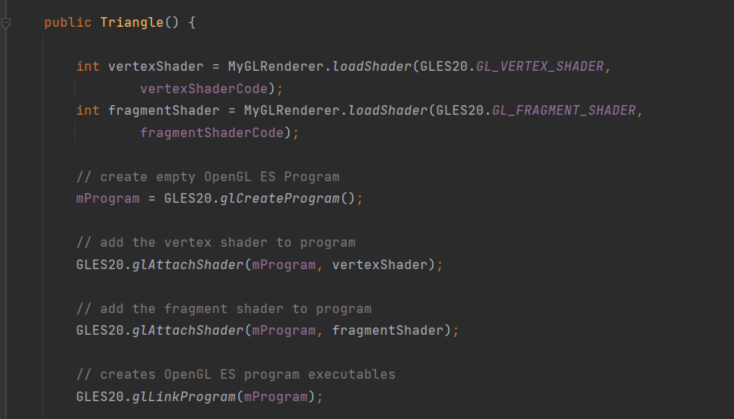 public Triangle() {
int vertexShader = MyGLRenderer.loadShader(GLES20.GL_VERTEX_SHADER,
vertexShaderCode);
int fragmentShader = MyGLRenderer.loadShader(GLES20.GL_FRAGMENT_SHADER,
fragmentShaderCode);
// create empty OpenGL ES Program
mProgram = GLES20.glCreateProgram();
// add the vertex shader to program
GLES20.glAttachShader(mProgram, vertexShader);
// add the fragment shader to program
GLES20.glAttachShader(mProgram, fragmentShader);
// creates OpenGL ES program executables
GLES20.glLinkProgram(mProgram);